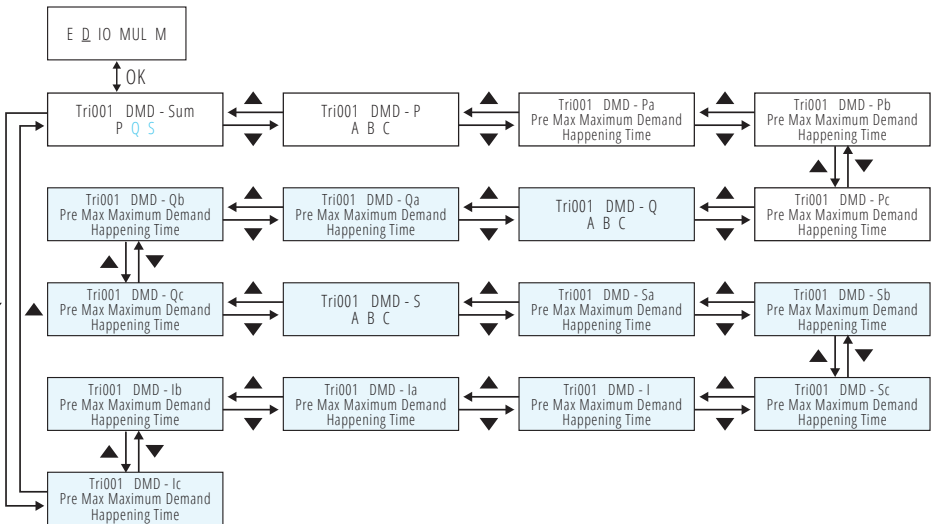 E D IO MUL M
OK
Tri001 DMD - Sum
P Q S
Tri001 DMD - P
A B C
Tri001 DMD - Pa
Pre Max Maximum Demand
Happening Time
Tri001 DMD - Pb
Pre Max Maximum Demand
Happening Time
Tri001 DMD - Qb
Pre Max Maximum Demand
Happening Time
Tri001 DMD - Qa
Pre Max Maximum Demand
Happening Time
Tri001 DMD - Q
A B C
Tri001 DMD - Pc
Pre Max Maximum Demand
Happening Time
Tri001 DMD - Qc
Pre Max Maximum Demand
Happening Time
Tri001 DMD - S
A B C
Tri001 DMD - Sa
Pre Max Maximum Demand
Happening Time
Tri001 DMD - Sb
Pre Max Maximum Demand
Happening Time
Tri001 DMD - Ib
Pre Max Maximum Demand
Happening Time
Tri001 DMD - Ia
Pre Max Maximum Demand
Happening Time
Tri001 DMD - I
Pre Max Maximum Demand
Happening Time
Tri001 DMD - Sc
Pre Max Maximum Demand
Happening Time
Tri001 DMD - Ic
Pre Max Maximum Demand
Happening Time